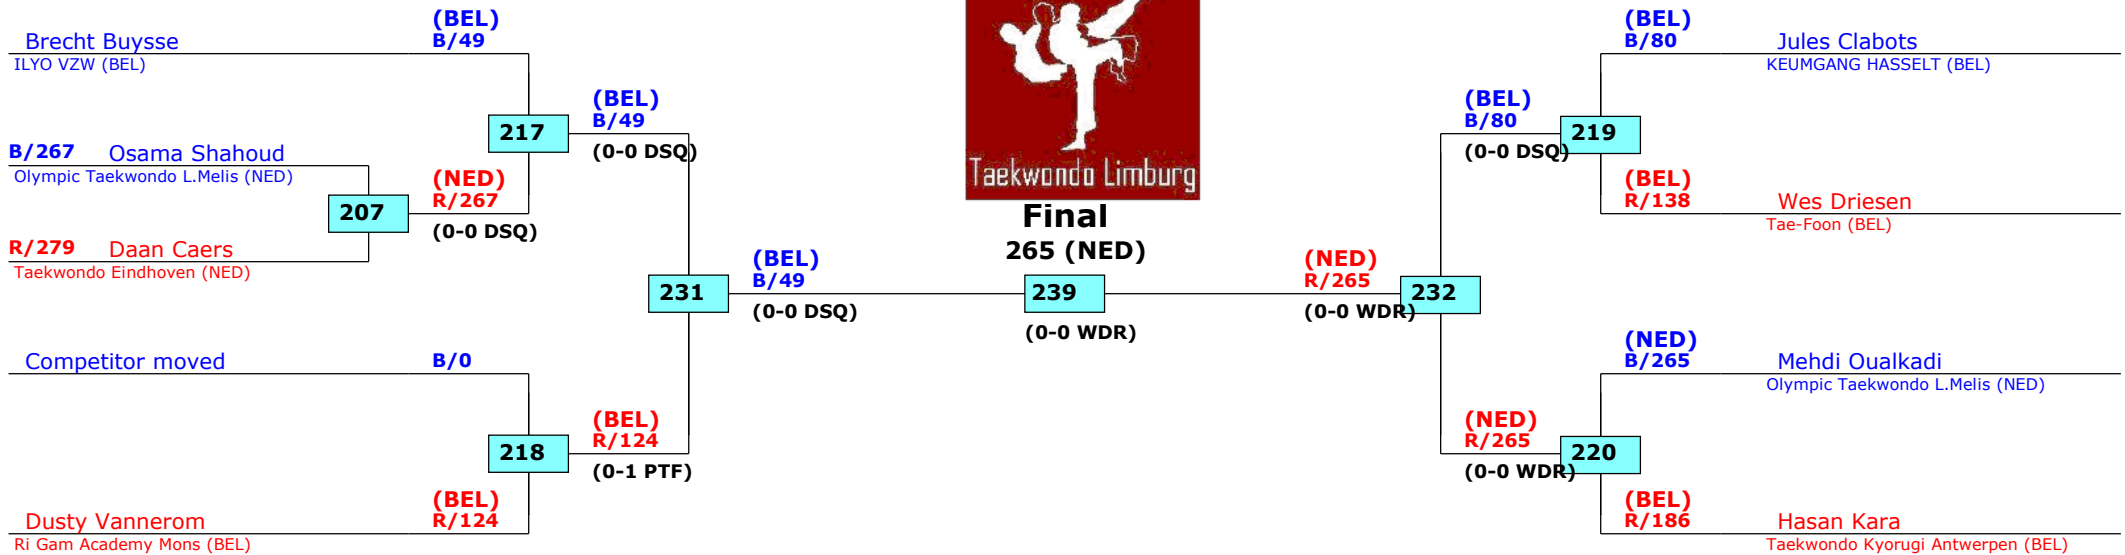 (BEL)
Brecht Buysse B/49
ILYO VZW (BEL)
(BEL)
B/49
217
(0-0 DSQ)
B/267 Osama Shahoud
Olympic Taekwondo L.Melis (NED)
(NED)
R/267
207
(0-0 DSQ)
R/279 Daan Caers
Taekwondo Eindhoven (NED)
(BEL)
B/49
231
(0-0 DSQ)
Competitor moved B/0
(BEL)
R/124
218
(0-1 PTF)
(BEL)
Dusty Vannerom R/124
Ri Gam Academy Mons (BEL)
Taekwondo Limburg
Final
265 (NED)
239
(0-0 WDR)
(BEL)
B/80 Jules Clabots
KEUMGANG HASSELT (BEL)
(BEL)
B/80
219
(0-0 DSQ)
(BEL)
R/138 Wes Driesen
Tae-Foon (BEL)
(NED)
R/265
232
(0-0 WDR)
(NED)
B/265 Mehdi Oualkadi
Olympic Taekwondo L.Melis (NED)
(NED)
R/265
220
(0-0 WDR)
(BEL)
R/186 Hasan Kara
Taekwondo Kyorugi Antwerpen (BEL)